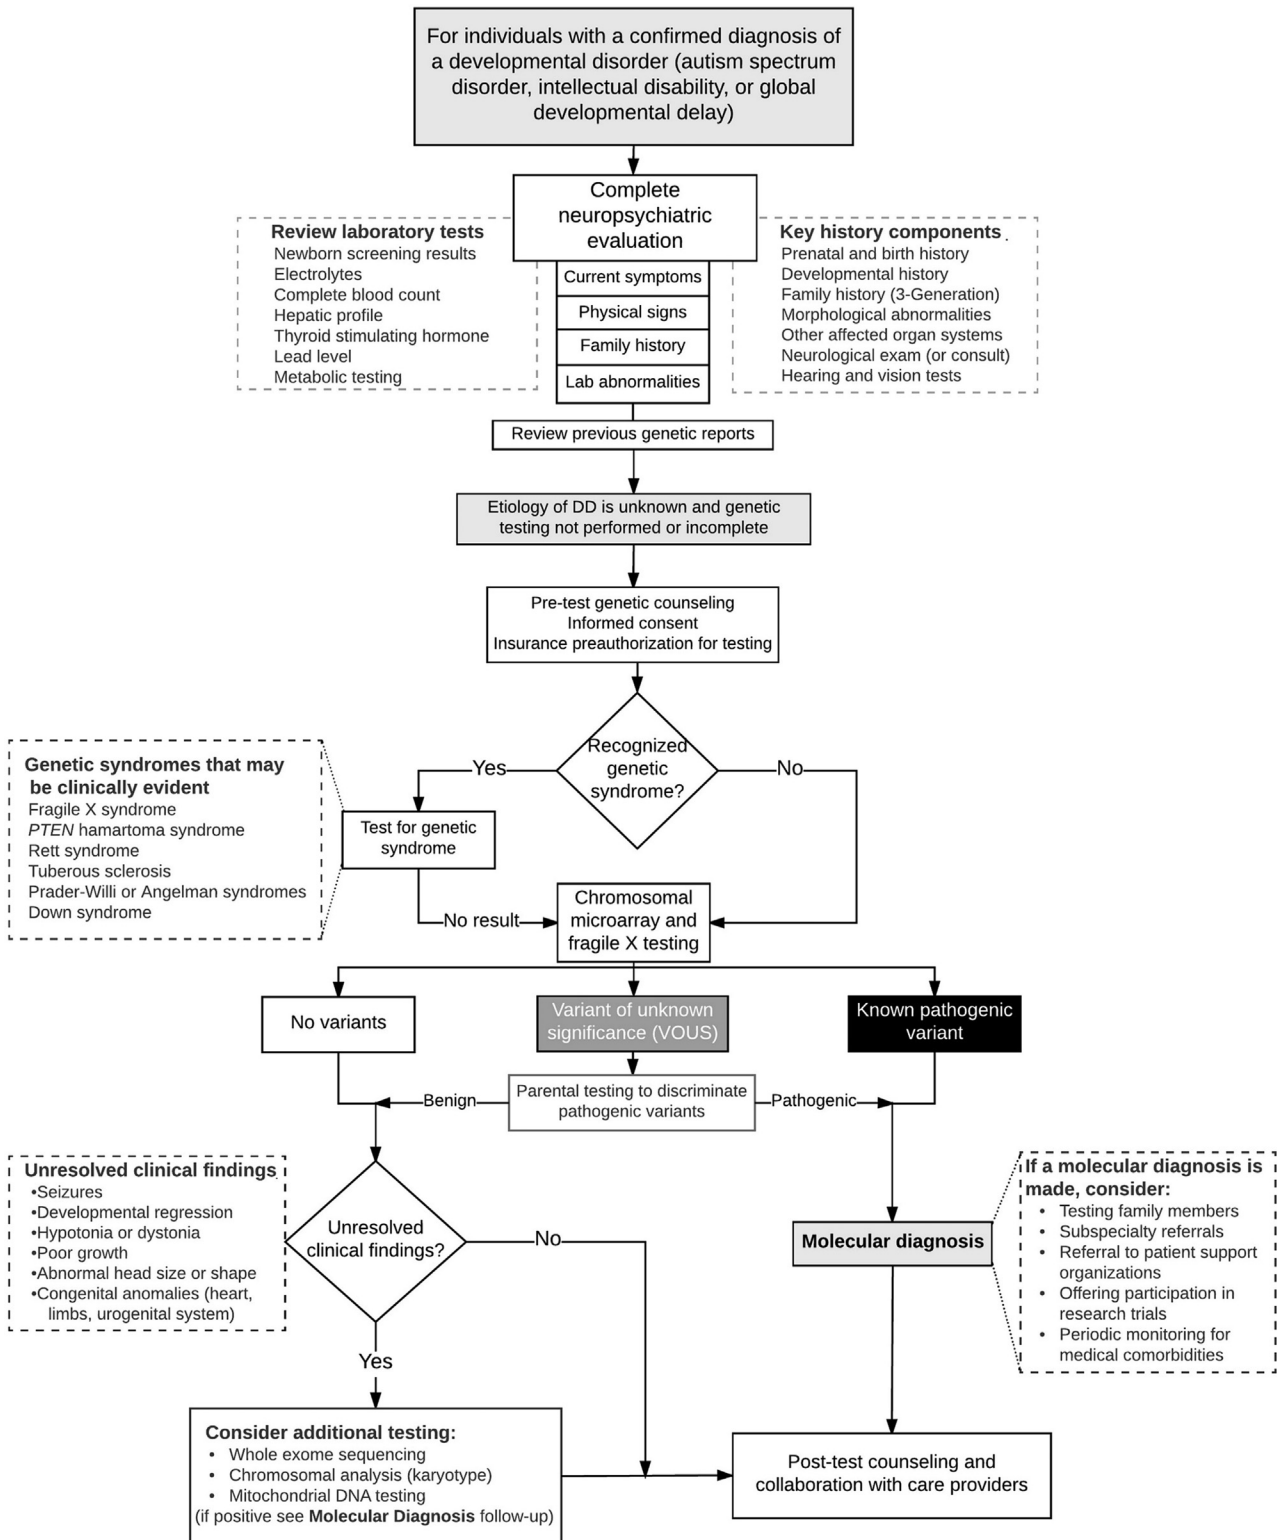 For individuals with a confirmed diagnosis of
a developmental disorder (autism spectrum
disorder, intellectual disability, or global
developmental delay)
Complete
neuropsychiatric
evaluation
Current symptoms
Physical signs
Family history
Lab abnormalities
Review laboratory tests
Newborn screening results
Electrolytes
Complete blood count
Hepatic profile
Thyroid stimulating hormone
Lead level
Metabolic testing
Key history components
Prenatal and birth history
Developmental history
Family history (3-Generation)
Morphological abnormalities
Other affected organ systems
Neurological exam (or consult)
Hearing and vision tests
Review previous genetic reports
Etiology of DD is unknown and genetic
testing not performed or incomplete
Pre-test genetic counseling
Informed consent
Insurance preauthorization for testing
Recognized
genetic
syndrome?
Yes
No
Genetic syndromes that may
be clinically evident
Fragile X syndrome
PTEN hamartoma syndrome
Rett syndrome
Tuberous sclerosis
Prader-Willi or Angelman syndromes
Down syndrome
Test for genetic
syndrome
No result
Chromosomal
microarray and
fragile X testing
No variants
Variant of unknown
significance (VOUS)
Known pathogenic
variant
Benign
Parental testing to discriminate
pathogenic variants
Pathogenic
Unresolved clinical findings
•Seizures
•Developmental regression
•Hypotonia or dystonia
•Poor growth
•Abnormal head size or shape
•Congenital anomalies (heart,
limbs, urogenital system)
Unresolved
clinical findings?
No
Yes
Molecular diagnosis
If a molecular diagnosis is
made, consider:
• Testing family members
• Subspecialty referrals
• Referral to patient support
organizations
• Offering participation in
research trials
• Periodic monitoring for
medical comorbidities
Consider additional testing:
• Whole exome sequencing
• Chromosomal analysis (karyotype)
• Mitochondrial DNA testing
(if positive see Molecular Diagnosis follow-up)
Post-test counseling and
collaboration with care providers